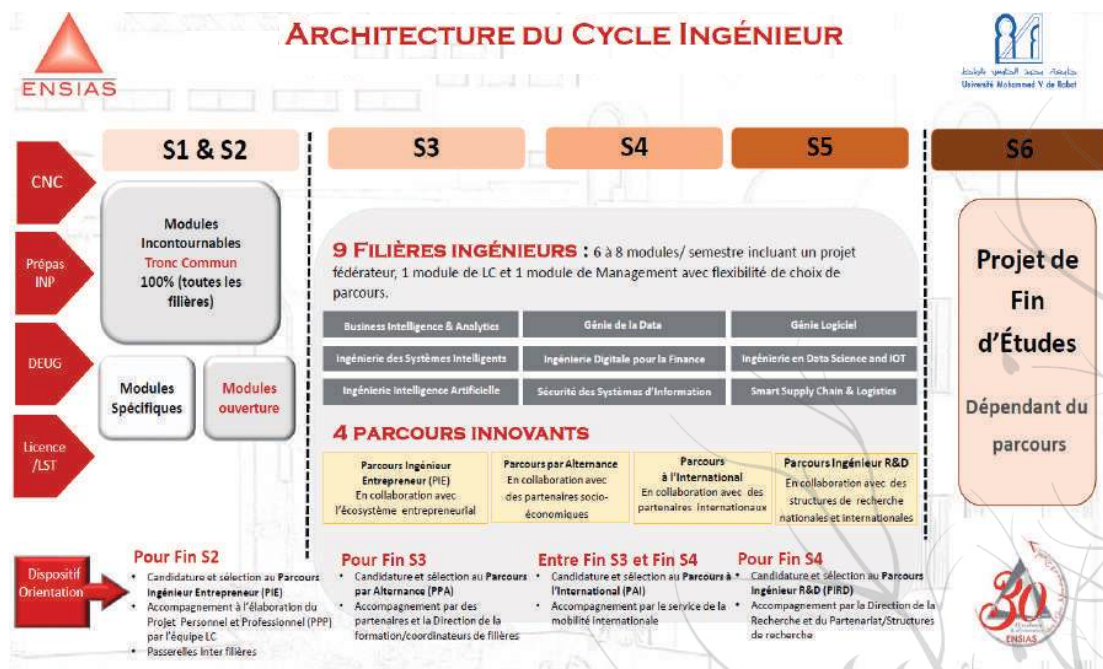 ARCHITECTURE DU CYCLE INGÉNIEUR
ENSIAS
جامعة محمد الخامس بالرباط
Université Mohammed V de Rabat
S1 & S2
S3
S4
S5
S6
CNC
Prépas
INP
DEUG
Licence
/LST
Modules
Incontournables
Tronc Commun
100% (toutes les
filières)
Modules
Spécifiques
Modules
ouverture
9 FILIÈRES INGÉNIEURS : 6 à 8 modules/ semestre incluant un projet
fédérateur, 1 module de LC et 1 module de Management avec flexibilité de choix de
parcours.
Business Intelligence & Analytics
Génie de la Data
Génie Logiciel
Ingénierie des Systèmes Intelligents
Ingénierie Digitale pour la Finance
Ingénierie en Data Science and IOT
Ingénierie Intelligence Artificielle
Sécurité des Systèmes d'Information
Smart Supply Chain & Logistics
4 PARCOURS INNOVANTS
Parcours Ingénieur
Entrepreneur (PIE)
En collaboration avec
l'écosystème entrepreneurial
Parcours par Alternance
En collaboration avec
des partenaires socio-
économiques
Parcours
à l'International
En collaboration avec des
partenaires internationaux
Parcours Ingénieur R&D
En collaboration avec des
structures de recherche
nationales et internationales
Projet de
Fin
d'Études
Dépendant du
parcours
Dispositif
Orientation
Pour Fin S2
• Candidature et sélection au Parcours
Ingénieur Entrepreneur (PIE)
• Accompagnement à l'élaboration du
Projet Personnel et Professionnel (PPP)
par l'équipe LC
• Passerelles Inter filières
Pour Fin S3
• Candidature et sélection au Parcours
par Alternance (PPA)
• Accompagnement par des
partenaires et la Direction de la
formation/coordinateurs de filières
Entre Fin S3 et Fin S4
• Candidature et sélection au Parcours à
l'International (PAI)
• Accompagnement par le service de la
mobilité internationale
Pour Fin S4
• Candidature et sélection au Parcours
Ingénieur R&D (PIRD)
• Accompagnement par la Direction de la
Recherche et du Partenariat/Structures
de recherche
30
ENSIAS